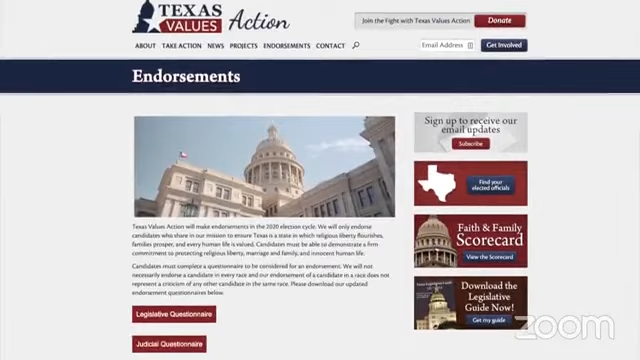 TEXAS
VALUES Action
Join the Fight with Texas Values Action Donate
ABOUT TAKE ACTION NEWS PROJECTS ENDORSEMENTS CONTACT
Email Address Get Involved
Endorsements
Texas Values Action will make endorsements in the 2020 election cycle. We will only endorse
candidates who share in our mission to ensure Texas is a state in which religious liberty flourishes,
families prosper, and every human life is valued. Candidates must be able to demonstrate a firm
commitment to protecting religious liberty, marriage and family, and innocent human life.
Candidates must complete a questionnaire to be considered for an endorsement. We will not
necessarily endorse a candidate in every race and our endorsement of a candidate in a race does not
represent a criticism of any other candidate in the same race. Please download our updated
endorsement questionnaires below.
Legislative Questionnaire
Judicial Questionnaire
Sign up to receive our
email updates
Subscribe
Find your
elected officials
Faith & Family
Scorecard
View the Scorecard
Download the
Legislative
Guide Now!
Get my guide
zoom